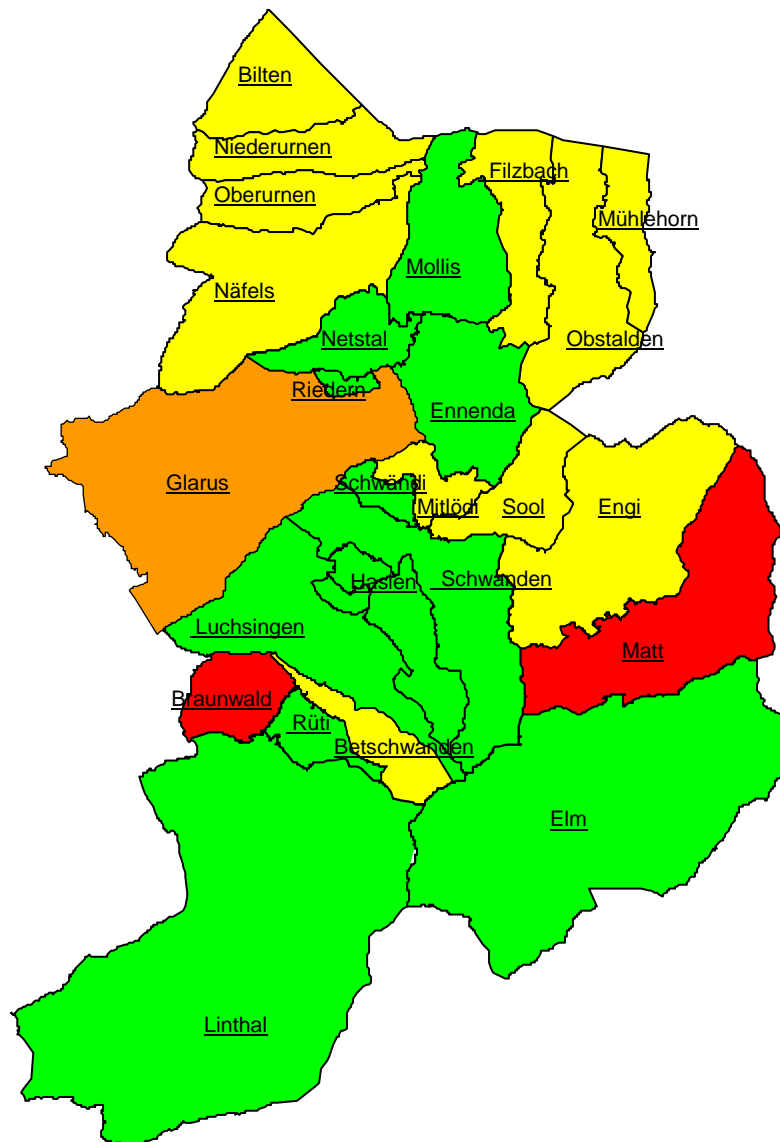 Bilten
Niederurnen
Filzbach
Oberurnen
Mühlehorn
Mollis
Näfels
Netstal
Obstalden
Riedern
Ennenda
Glarus
Schwändi
Mitlödi
Sool
Engi
Haslen
Schwanden
Luchsingen
Matt
Braunwald
Rüti
Betschwanden
Elm
Linthal